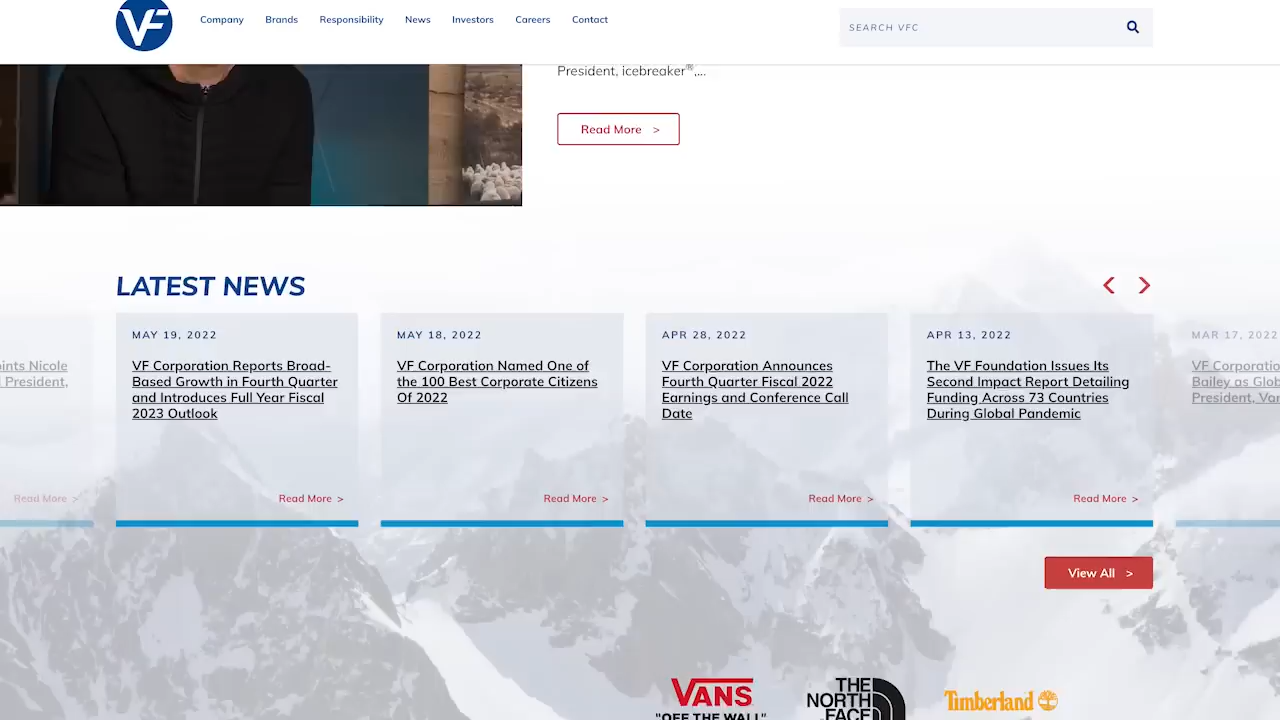 VF
Company
Brands
Responsibility
News
Investors
Careers
Contact
SEARCH VFC
President, icebreaker®,...
Read More >
LATEST NEWS
< >
ints Nicole
President,
Read More >
MAY 19, 2022
VF Corporation Reports Broad-
Based Growth in Fourth Quarter
and Introduces Full Year Fiscal
2023 Outlook
Read More >
MAY 18, 2022
VF Corporation Named One of
the 100 Best Corporate Citizens
Of 2022
Read More >
APR 28, 2022
VF Corporation Announces
Fourth Quarter Fiscal 2022
Earnings and Conference Call
Date
Read More >
APR 13, 2022
The VF Foundation Issues Its
Second Impact Report Detailing
Funding Across 73 Countries
During Global Pandemic
Read More >
MAR 17, 2022
VF Corporatio
Bailey as Glob
President, Van
View All >
VANS
"OFF THE WALL"
THE
NORTH
FACE
Timberland